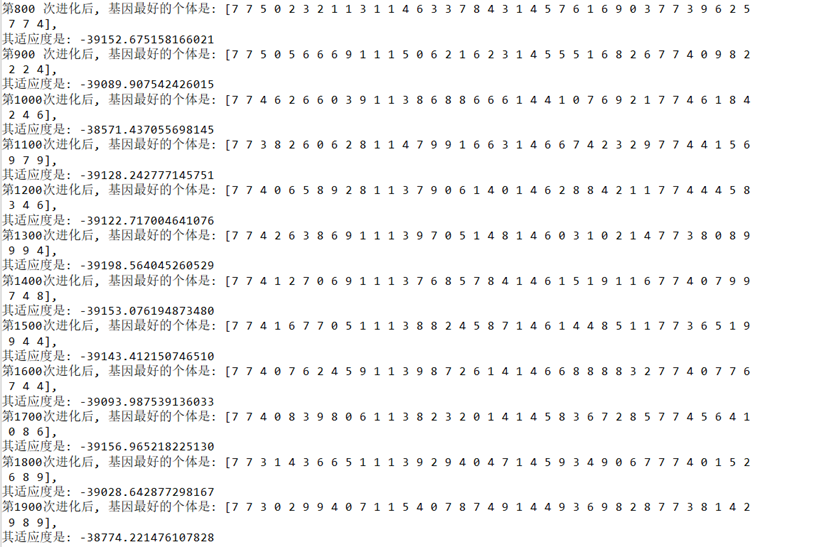 第800 次进化后, 基因最好的个体是: [7 7 5 0 2 3 2 1 1 3 1 1 4 6 3 3 7 8 4 3 1 4 5 7 6 1 6 9 0 3 7 7 3 9 6 2 5
7 7 4],
其适应度是: -39152.675158166021
第900 次进化后, 基因最好的个体是: [7 7 5 0 5 6 6 6 9 1 1 1 5 0 6 2 1 6 2 3 1 4 5 5 5 1 6 8 2 6 7 7 4 0 9 8 2
2 2 4],
其适应度是: -39089.907542426015
第1000次进化后, 基因最好的个体是: [7 7 4 6 2 6 6 0 3 9 1 1 3 8 6 8 8 6 6 6 1 4 4 1 0 7 6 9 2 1 7 7 4 6 1 8 4
2 4 6],
其适应度是: -38571.437055698145
第1100次进化后, 基因最好的个体是: [7 7 3 8 2 6 0 6 2 8 1 1 4 7 9 9 1 6 6 3 1 4 6 6 7 4 2 3 2 9 7 7 4 4 1 5 6
9 7 9],
其适应度是: -39128.242777145751
第1200次进化后, 基因最好的个体是: [7 7 4 0 6 5 8 9 2 8 1 1 3 7 9 0 6 1 4 0 1 4 6 2 8 8 4 2 1 1 7 7 4 4 4 5 8
3 4 6],
其适应度是: -39122.717004641076
第1300次进化后, 基因最好的个体是: [7 7 4 2 6 3 8 6 9 1 1 1 3 9 7 0 5 1 4 8 1 4 6 0 3 1 0 2 1 4 7 7 3 8 0 8 9
9 9 4],
其适应度是: -39198.564045260529
第1400次进化后, 基因最好的个体是: [7 7 4 1 2 7 0 6 9 1 1 1 3 7 6 8 5 7 8 4 1 4 6 1 5 1 9 1 1 6 7 7 4 0 7 9 9
7 4 8],
其适应度是: -39153.076194873480
第1500次进化后, 基因最好的个体是: [7 7 4 1 6 7 7 0 5 1 1 1 3 8 8 2 4 5 8 7 1 4 6 1 4 4 8 5 1 1 7 7 3 6 5 1 9
9 4 4],
其适应度是: -39143.412150746510
第1600次进化后, 基因最好的个体是: [7 7 4 0 7 6 2 4 5 9 1 1 3 9 8 7 2 6 1 4 1 4 6 6 8 8 8 8 3 2 7 7 4 0 7 7 6
7 4 4],
其适应度是: -39093.987539136033
第1700次进化后, 基因最好的个体是: [7 7 4 0 8 3 9 8 0 6 1 1 3 8 2 3 2 0 1 4 1 4 5 8 3 6 7 2 8 5 7 7 4 5 6 4 1
0 8 6],
其适应度是: -39156.965218225130
第1800次进化后, 基因最好的个体是: [7 7 3 1 4 3 6 6 5 1 1 1 3 9 2 9 4 0 4 7 1 4 5 9 3 4 9 0 6 7 7 7 4 0 1 5 2
6 8 9],
其适应度是: -39028.642877298167
第1900次进化后, 基因最好的个体是: [7 7 3 0 2 9 9 4 0 7 1 1 5 4 0 7 8 7 4 9 1 4 4 9 3 6 9 8 2 8 7 7 3 8 1 4 2
9 8 9],
其适应度是: -38774.221476107828